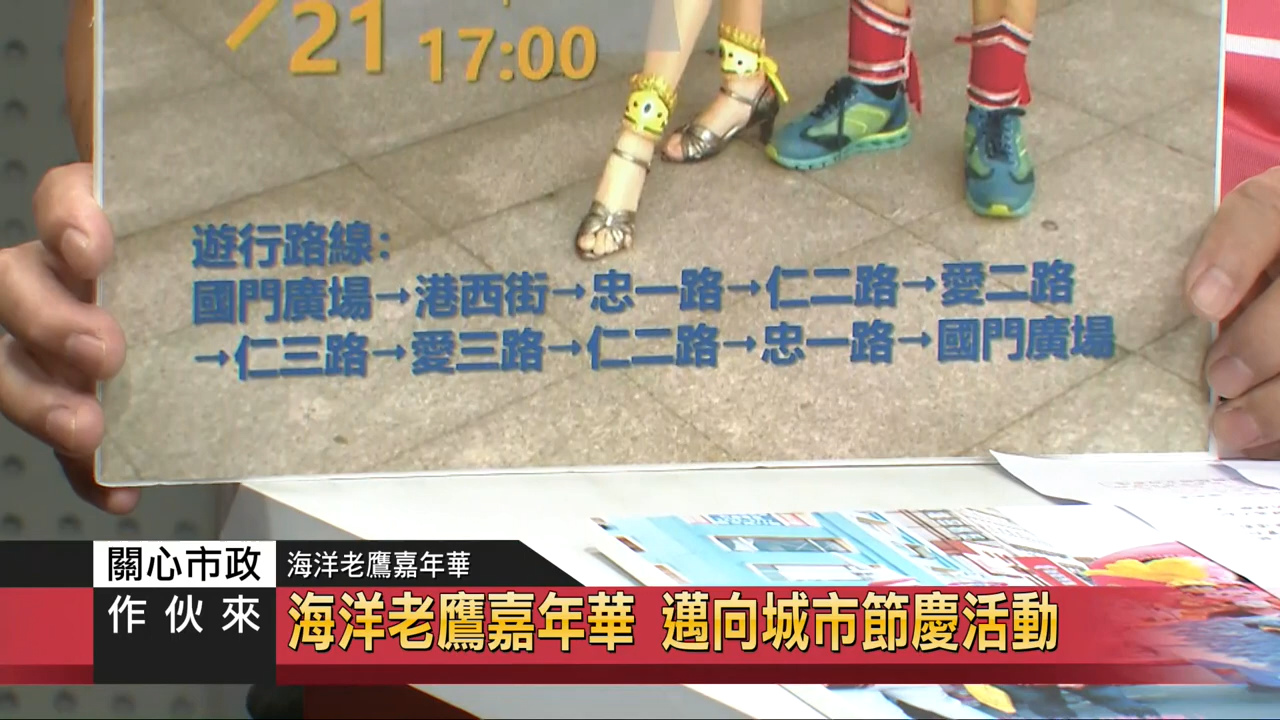 /21 17:00
遊行路線:
國門廣場→港西街→忠一路→仁二路→愛二路
→仁三路→愛三路→仁二路→忠一路→國門廣場
關心市政
作伙來
海洋老鷹嘉年華
海洋老鷹嘉年華 邁向城市節慶活動